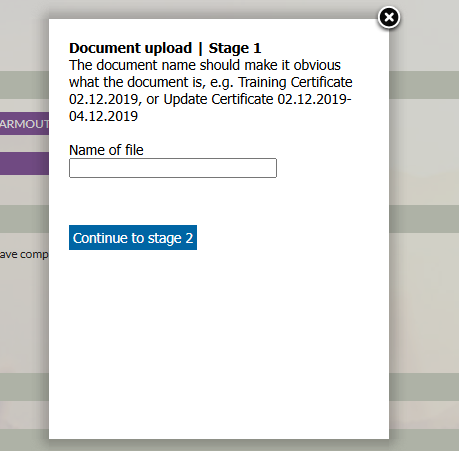 Document upload | Stage 1
The document name should make it obvious
what the document is, e.g. Training Certificate
02.12.2019, or Update Certificate 02.12.2019-
04.12.2019
ARMOUT
Name of file
Continue to stage 2
ave comp